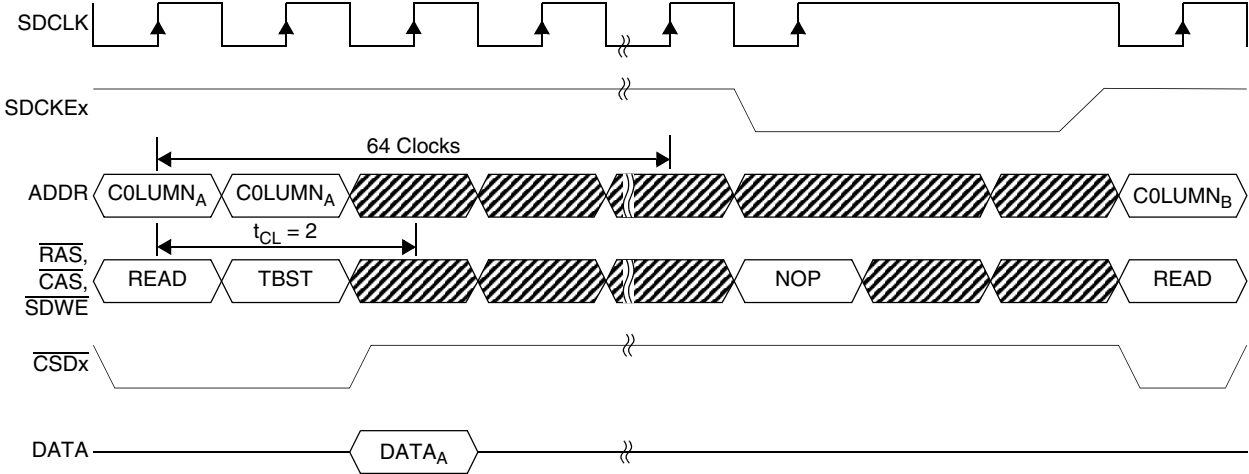 SDCLK
SDCKEx
64 Clocks
ADDR C0LUMNA C0LUMNA C0LUMNB
tCL = 2
RAS,
CAS,
SDWE
READ TBST NOP READ
CSDx
DATA DATAA